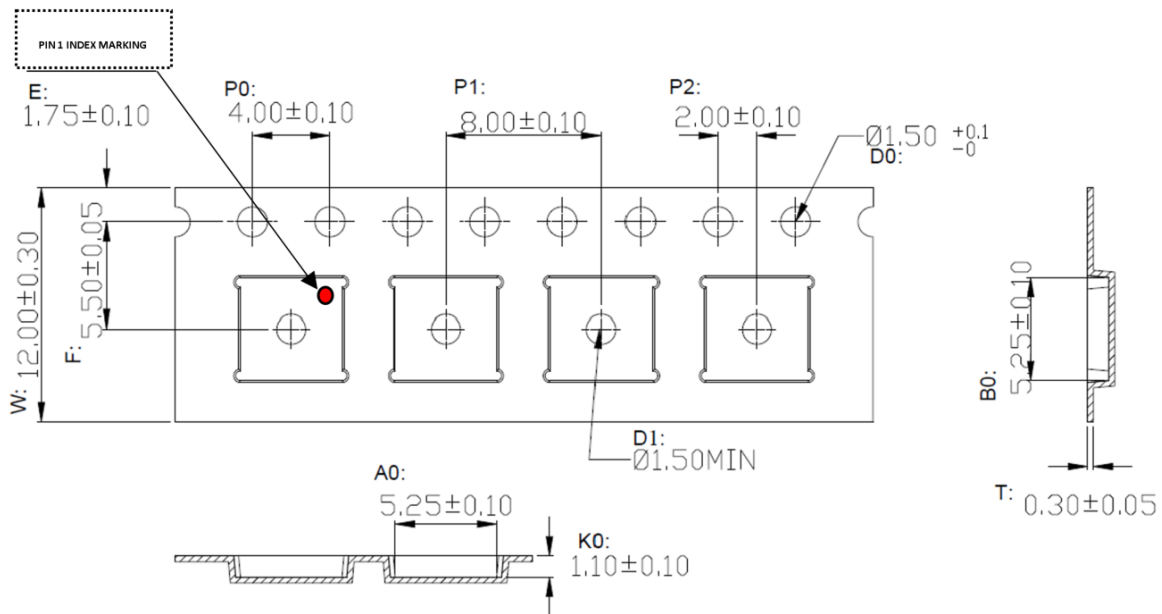 PIN 1 INDEX MARKING
E:
1.75±0.10
P0:
4.00±0.10
P1:
8.00±0.10
P2:
2.00±0.10
Ø1.50 +0.1
-0
D0:
W: 12.00±0.30
F: 5.50±0.05
B0: 5.25±0.10
D1:
Ø1.50MIN
A0:
5.25±0.10
K0:
1.10±0.10
T: 0.30±0.05